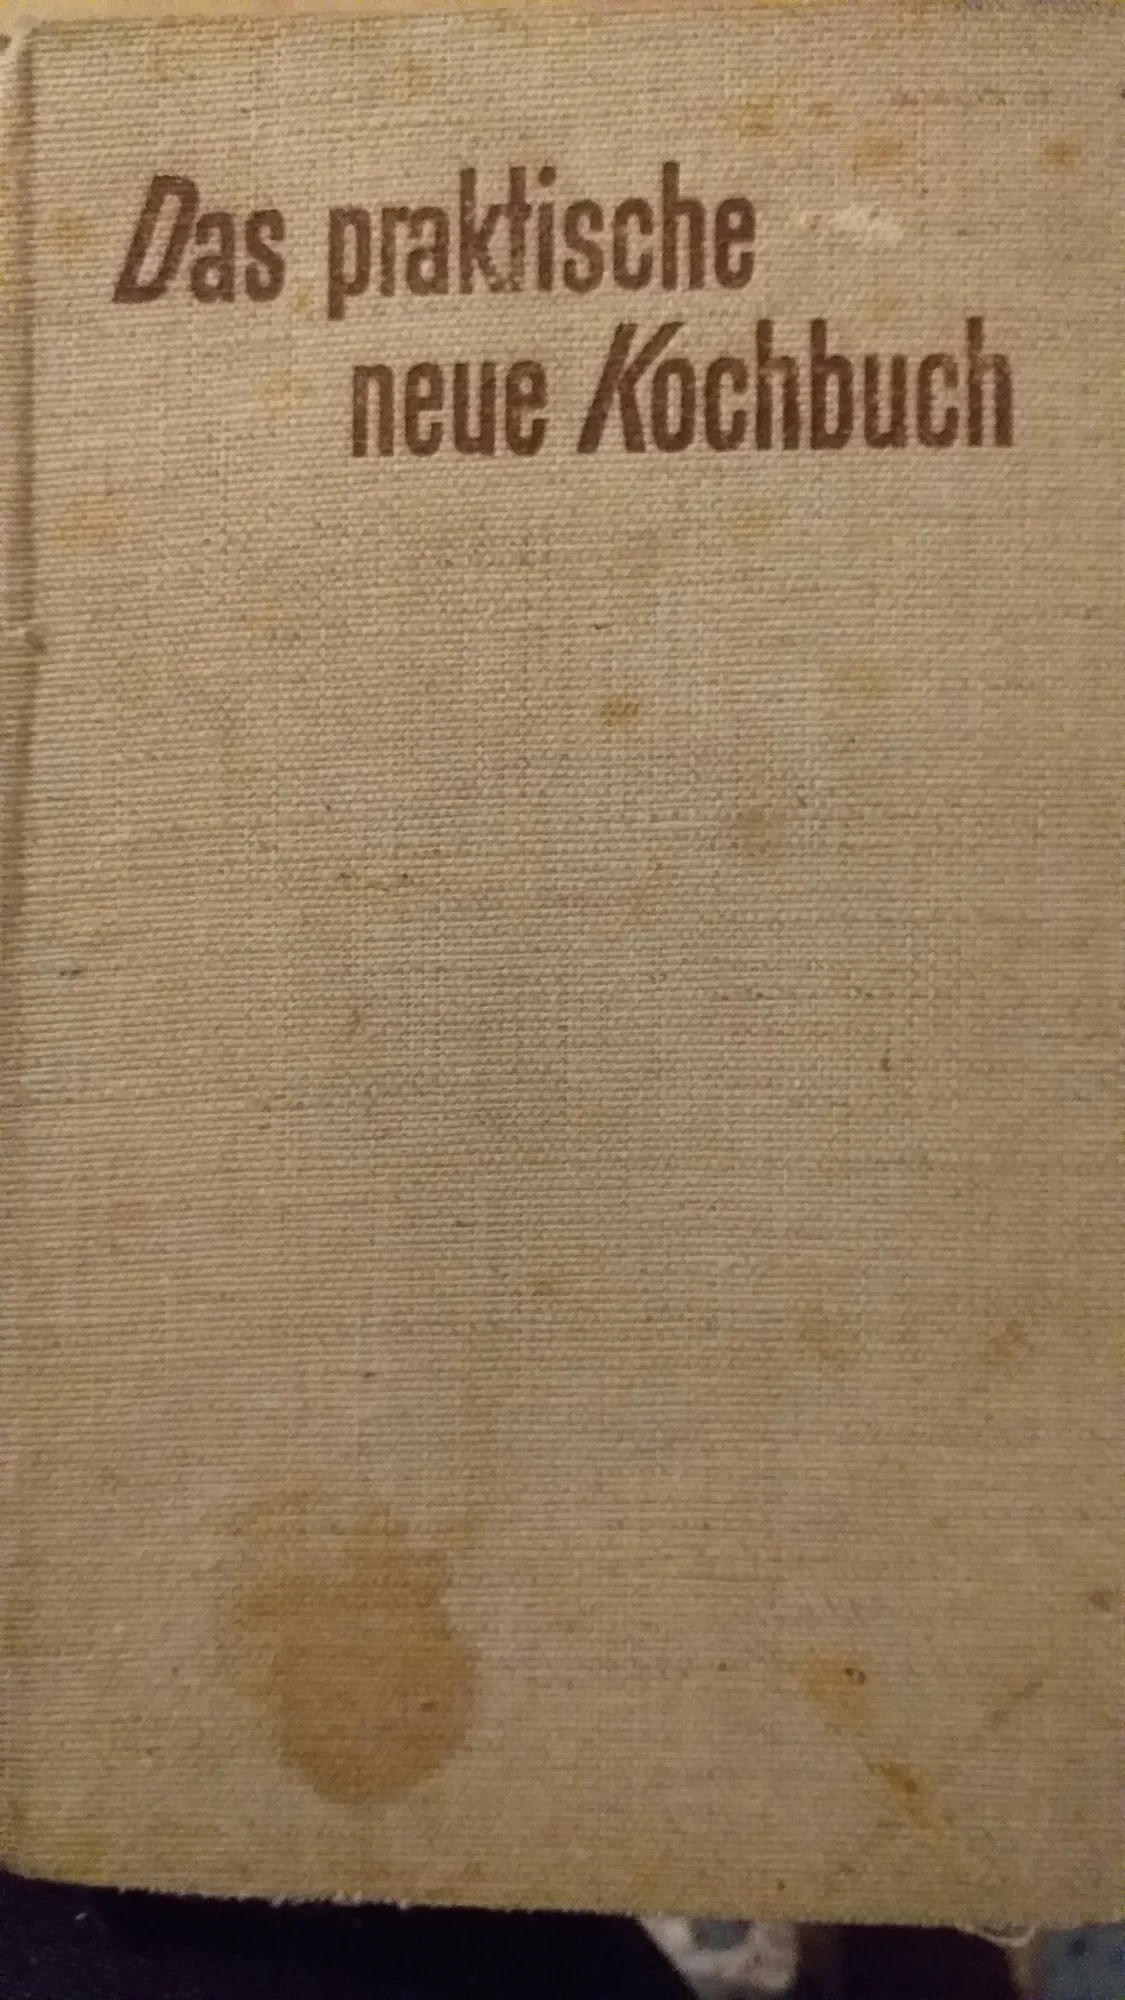 Das praktische
neue Kochbuch